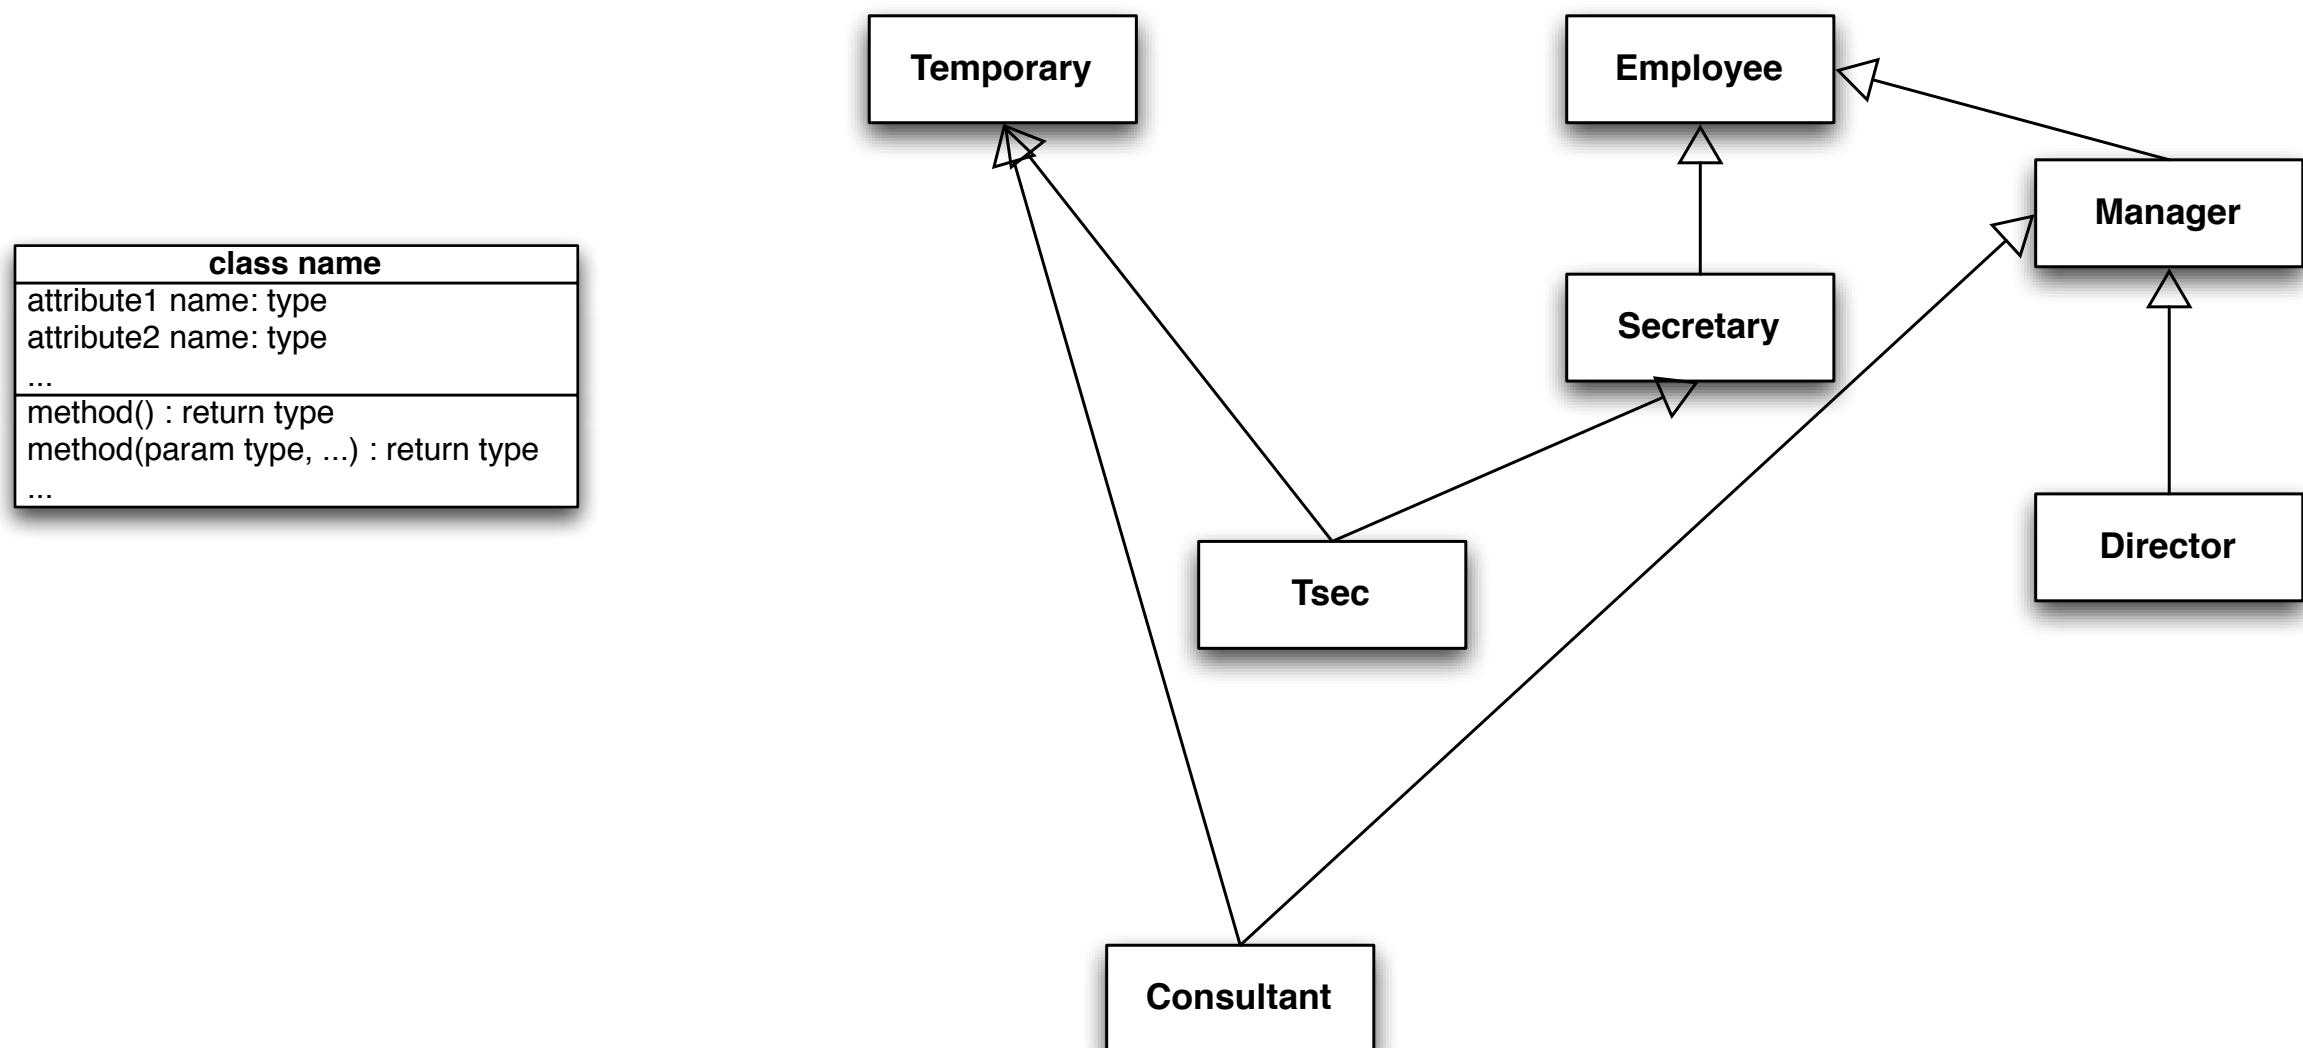 Temporary
Employee
Manager
class name
attribute1 name: type
attribute2 name: type
...
method() : return type
method(param type, ...) : return type
...
Secretary
Director
Tsec
Consultant